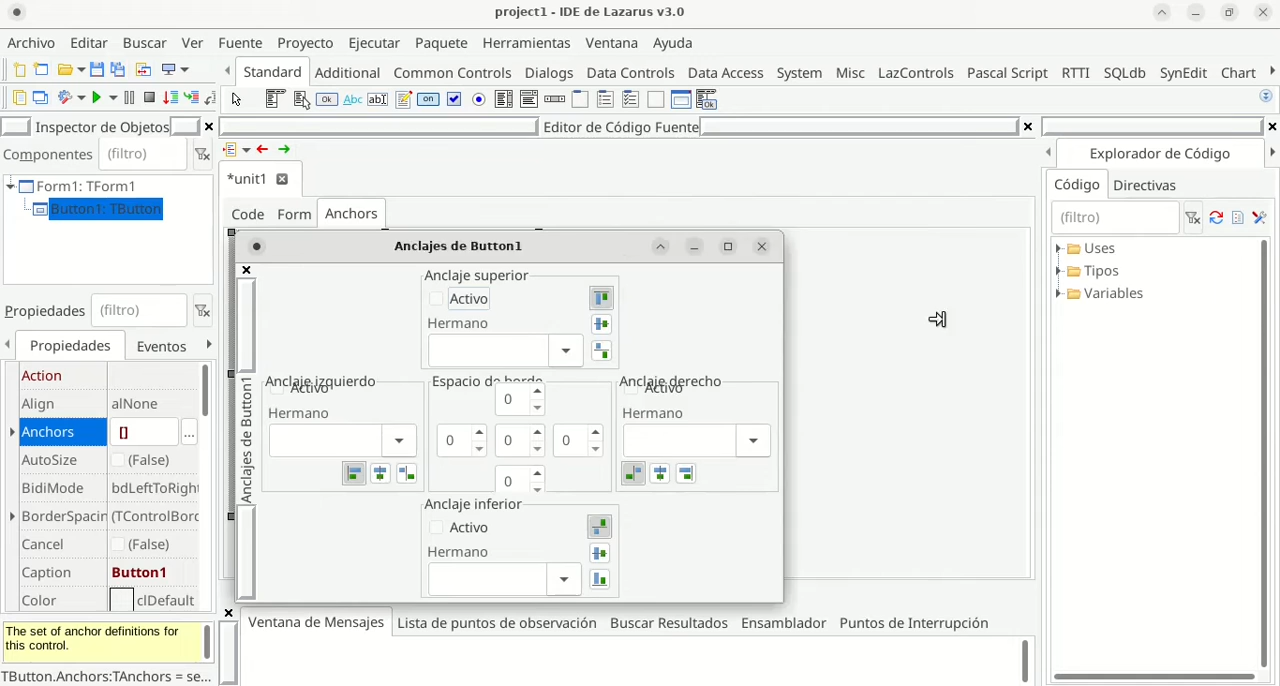 project1 - IDE de Lazarus v3.0
Archivo Editar Buscar Ver Fuente Proyecto Ejecutar Paquete Herramientas Ventana Ayuda
Standard Additional Common Controls Dialogs Data Controls Data Access System Misc LazControls Pascal Script RTTI SQLdb SynEdit Chart
Ok Abc abI on Ok
Inspector de Objetos Editor de Código Fuente
Componentes (filtro)
Explorador de Código
*unit1
Form1: TForm1
Button1: TButton
Código Directivas
Code Form Anchors
(filtro)
Anclajes de Button1
Uses
Tipos
Variables
Anclaje superior
Activo
Hermano
Propiedades (filtro)
Propiedades Eventos
Action
Align alNone
Anchors [] ...
AutoSize (False)
BidiMode bdLeftToRight
BorderSpacin (TControlBord
Cancel (False)
Caption Button1
Color clDefault
Anclajes de Button1
Anclaje izquierdo
Activo
Hermano
Espacio de borde
0
0 0 0
0
Anclaje derecho
Activo
Hermano
Anclaje inferior
Activo
Hermano
The set of anchor definitions for
this control.
TButton.Anchors:TAnchors = se...
Ventana de Mensajes Lista de puntos de observación Buscar Resultados Ensamblador Puntos de Interrupción